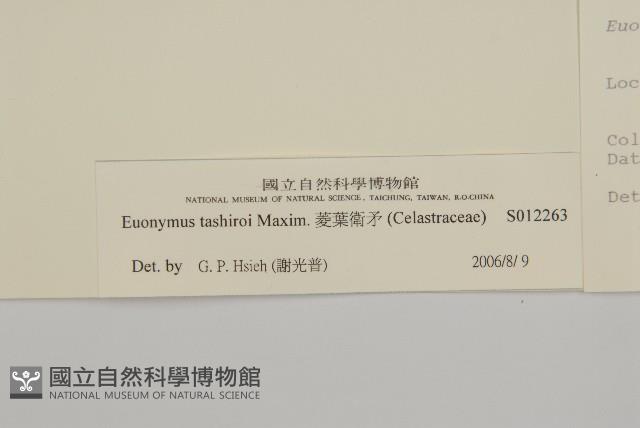 國立自然科學博物館
NATIONAL MUSEUM OF NATURAL SCIENCE, TAICHUNG, TAIWAN, R.O.CHINA
Euonymus tashiroi Maxim. 菱葉衛矛 (Celastraceae) S012263
Det. by G. P. Hsieh (謝光普) 2006/8/ 9
Euo
Loc
Col
Dat
Det
國立自然科學博物館
NATIONAL MUSEUM OF NATURAL SCIENCE